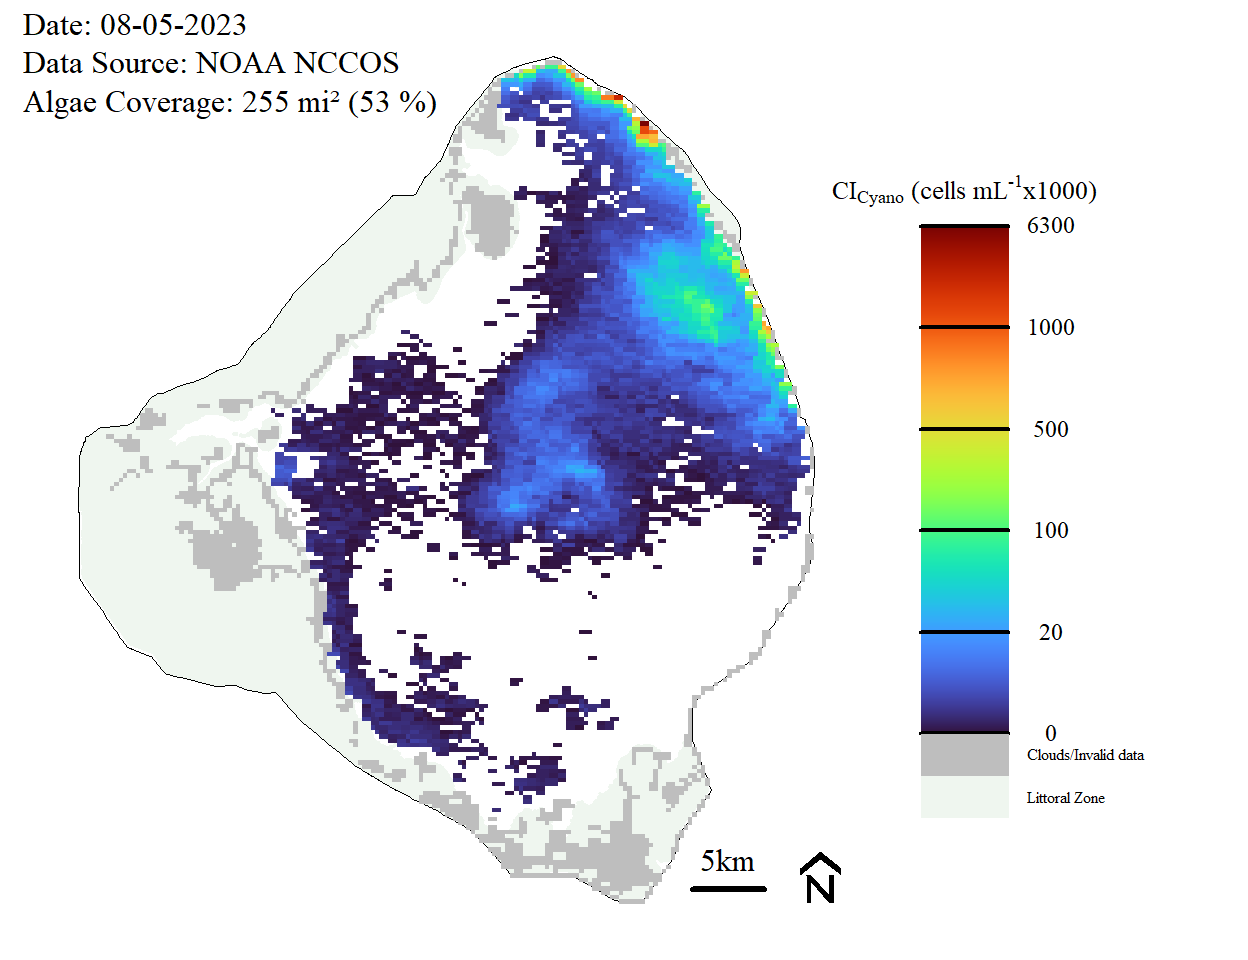 Date: 08-05-2023
Data Source: NOAA NCCOS
Algae Coverage: 255 mi² (53 %)
CICyano (cells mL-1x1000)
6300
1000
500
100
20
0
Clouds/Invalid data
Littoral Zone
5km
N